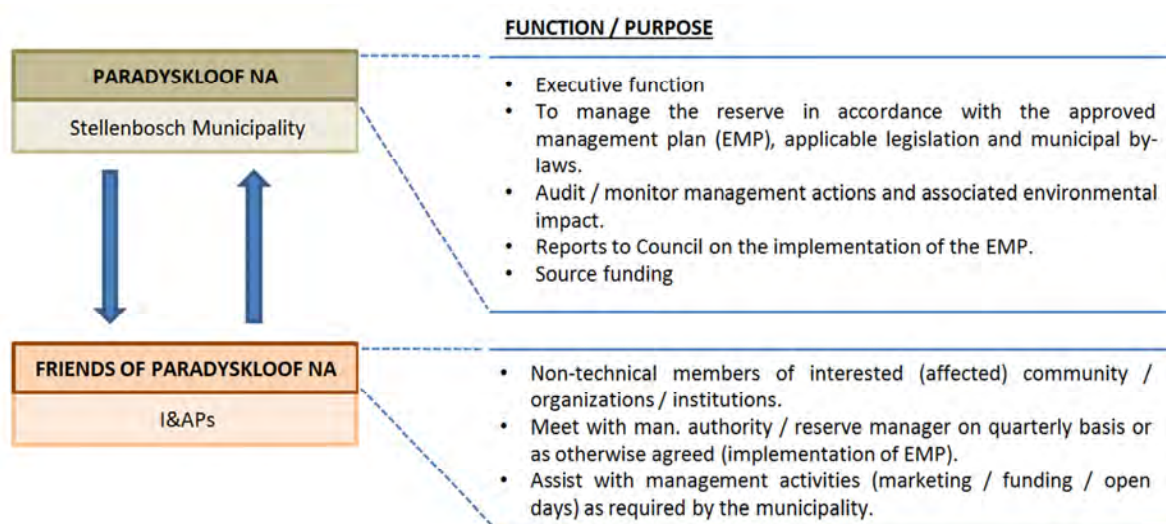 FUNCTION / PURPOSE
PARADYSKLOOF NA
Stellenbosch Municipality
• Executive function
• To manage the reserve in accordance with the approved
management plan (EMP), applicable legislation and municipal by-
laws.
• Audit / monitor management actions and associated environmental
impact.
• Reports to Council on the implementation of the EMP.
• Source funding
FRIENDS OF PARADYSKLOOF NA
I&APs
• Non-technical members of interested (affected) community /
organizations / institutions.
• Meet with man. authority / reserve manager on quarterly basis or
as otherwise agreed (implementation of EMP).
• Assist with management activities (marketing / funding / open
days) as required by the municipality.